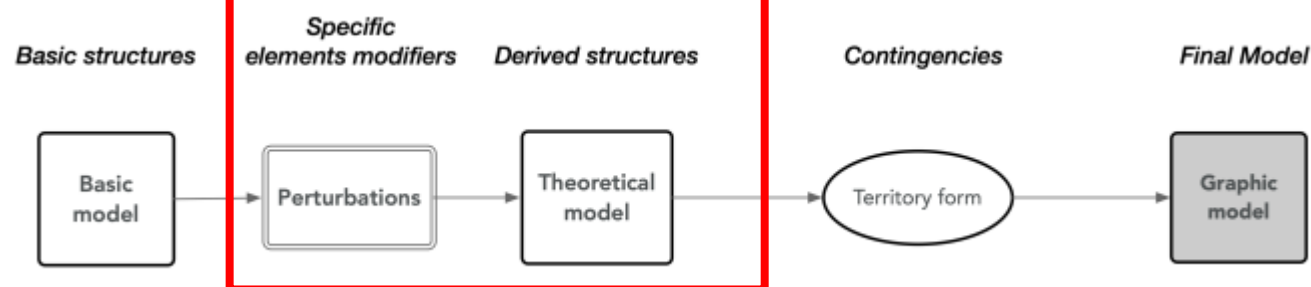 Basic structures
Specific
elements modifiers
Derived structures
Contingencies
Final Model
Basic
model
Perturbations
Theoretical
model
Territory form
Graphic
model